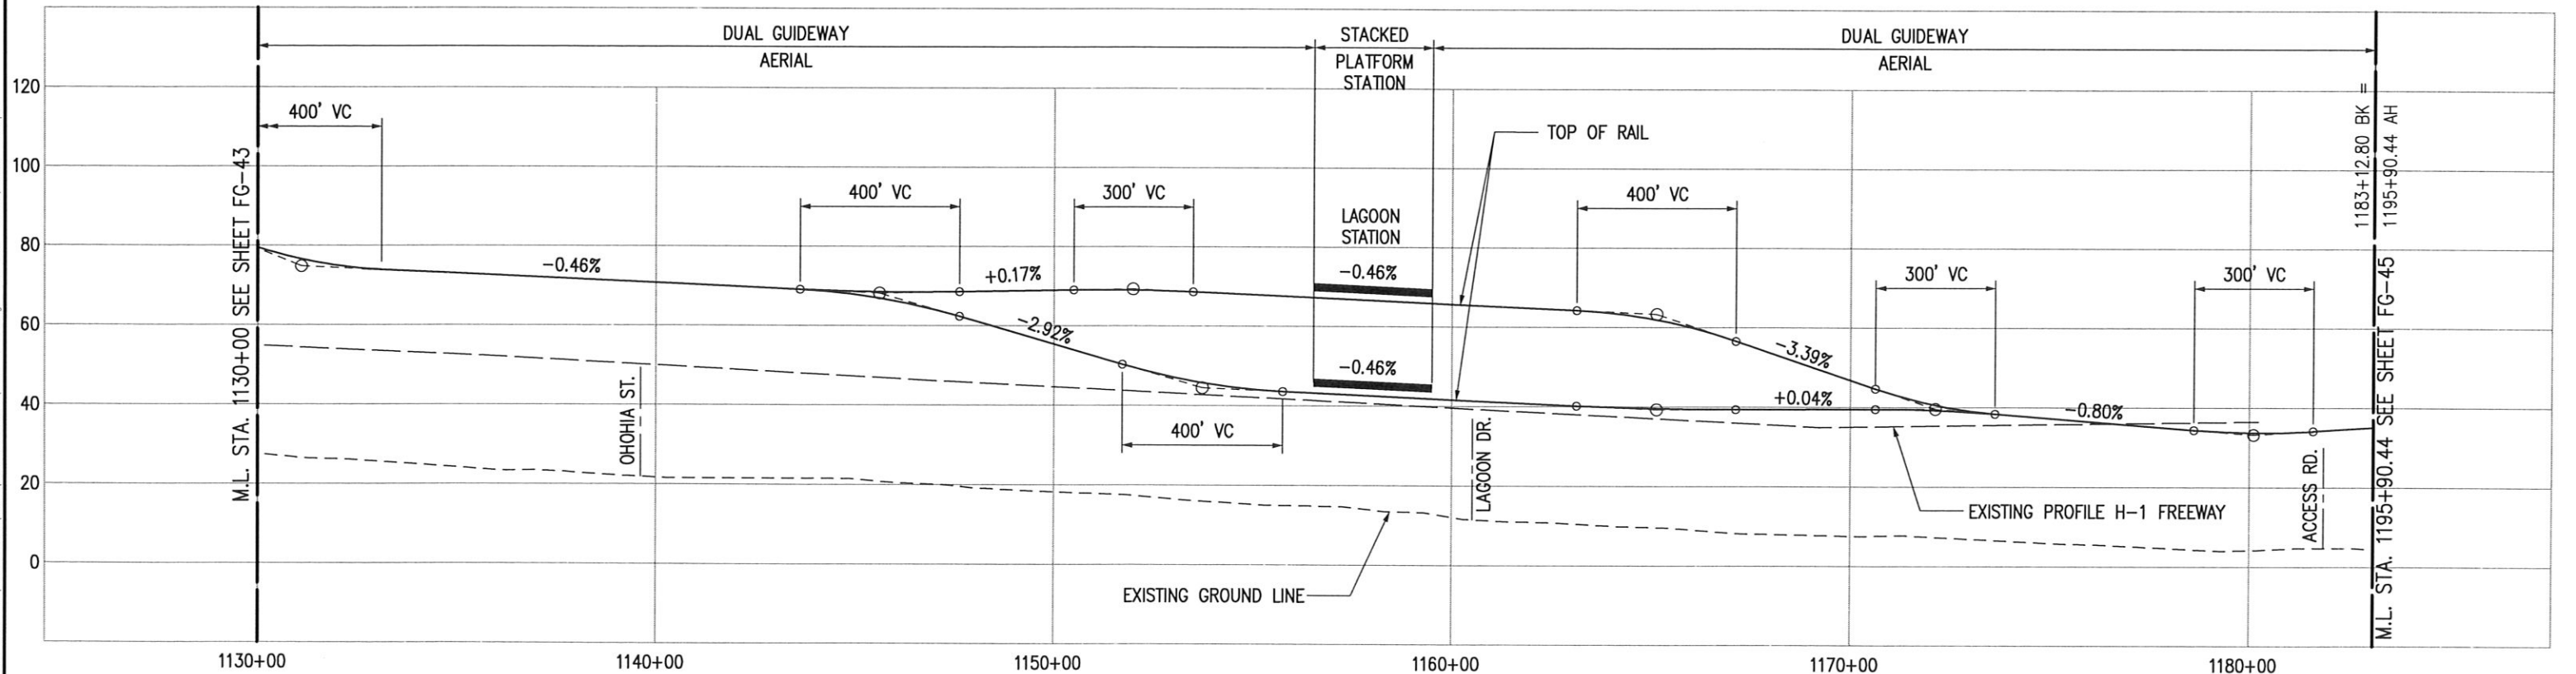 DUAL GUIDEWAY
AERIAL
STACKED
PLATFORM
STATION
DUAL GUIDEWAY
AERIAL
120
100
80
60
40
20
0
M.L. STA. 1130+00 SEE SHEET FG-43
400' VC
-0.46%
400' VC
+0.17%
300' VC
-2.92%
400' VC
LAGOON
STATION
-0.46%
-0.46%
TOP OF RAIL
400' VC
-3.39%
300' VC
+0.04%
-0.80%
300' VC
1183+12.80 BK =
1195+90.44 AH
M.L. STA. 1195+90.44 SEE SHEET FG-45
OHOHIA ST.
LAGOON DR.
ACCESS RD.
EXISTING PROFILE H-1 FREEWAY
EXISTING GROUND LINE
1130+00
1140+00
1150+00
1160+00
1170+00
1180+00